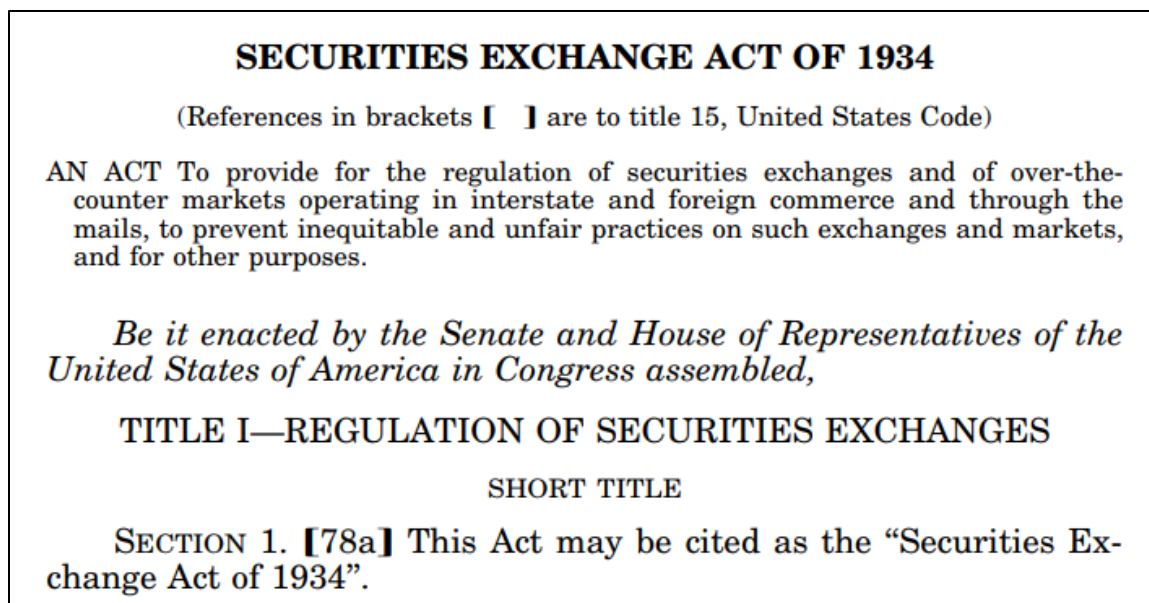 SECURITIES EXCHANGE ACT OF 1934
(References in brackets [ ] are to title 15, United States Code)
AN ACT To provide for the regulation of securities exchanges and of over-the-
counter markets operating in interstate and foreign commerce and through the
mails, to prevent inequitable and unfair practices on such exchanges and markets,
and for other purposes.
Be it enacted by the Senate and House of Representatives of the
United States of America in Congress assembled,
TITLE I—REGULATION OF SECURITIES EXCHANGES
SHORT TITLE
SECTION 1. [78a] This Act may be cited as the “Securities Ex-
change Act of 1934”.